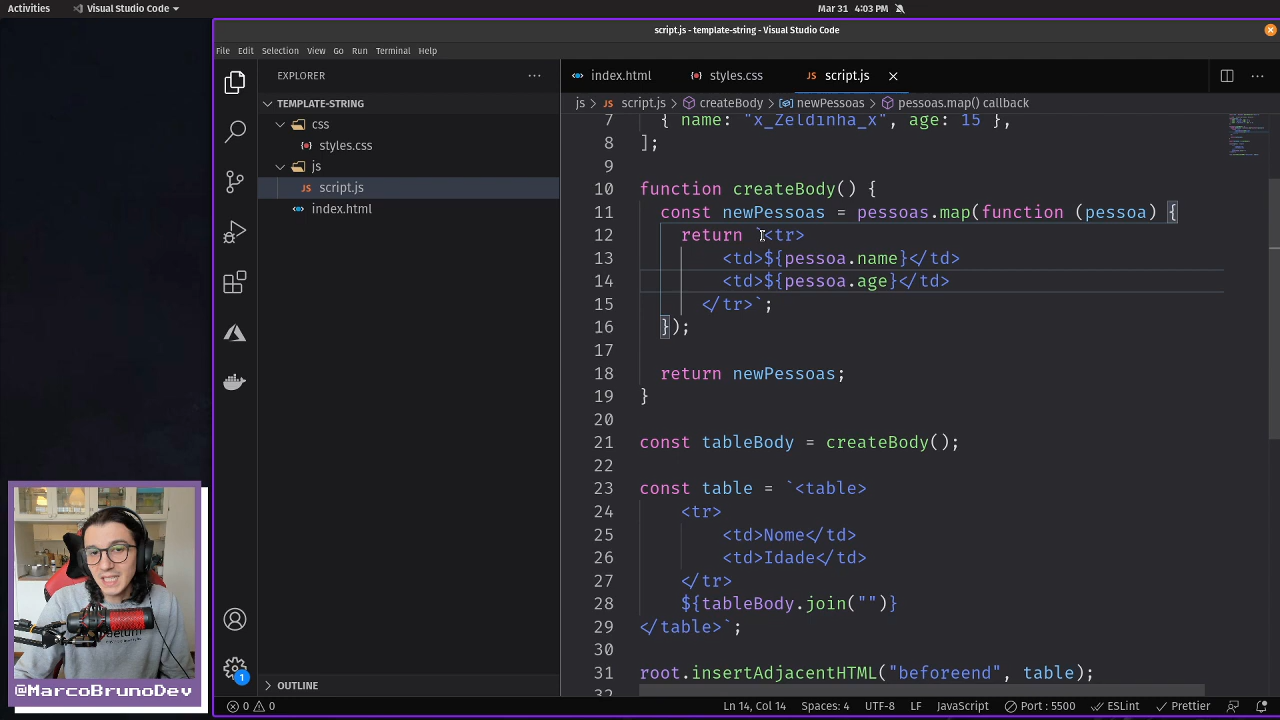 Activities Visual Studio Code Mar 31 4:03 PM
script.js - template-string - Visual Studio Code
File Edit Selection View Go Run Terminal Help
EXPLORER
index.html styles.css JS script.js
TEMPLATE-STRING
js JS script.js createBody newPessoas pessoas.map() callback
css
styles.css
js
JS script.js
index.html
7 { name: "x_Zeldinha_x", age: 15 },
8 ];
9
10 function createBody() {
11 const newPessoas = pessoas.map(function (pessoa) {
12 return `<tr>
13 <td>${pessoa.name}</td>
14 <td>${pessoa.age}</td>
15 </tr>`;
16 });
17
18 return newPessoas;
19 }
20
21 const tableBody = createBody();
22
23 const table = `<table>
24 <tr>
25 <td>Nome</td>
26 <td>Idade</td>
27 </tr>
28 ${tableBody.join("")}
29 </table>`;
30
31 root.insertAdjacentHTML("beforeend", table);
32
OUTLINE
1
@MarcoBrunoDev
0 0 Ln 14, Col 14 Spaces: 4 UTF-8 LF JavaScript Port : 5500 ESLint Prettier